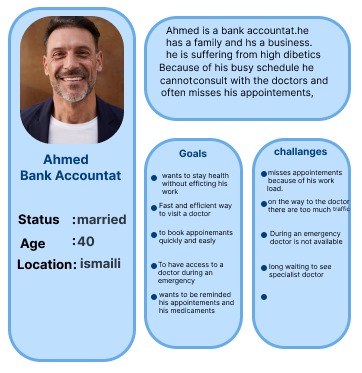 Ahmed
Bank Accountat
Status :married
Age :40
Location: ismaili
Ahmed is a bank accountat.he
has a family and hs a business.
he is suffering from high dibetics
Because of his busy schedule he
cannotconsult with the doctors and
often misses his appointements,
Goals
wants to stay health
without efficting his
work
Fast and efficient way
to visit a doctor
to book appoinements
quickly and easly
To have access to a
doctor during an
emergency
wants to be reminded
his appointements and
his medicaments
challanges
misses appointements
because of his work
load.
on the way to the doctor
there are too much traffic
During an emergency
doctor is not available
long waiting to see
specialist doctor